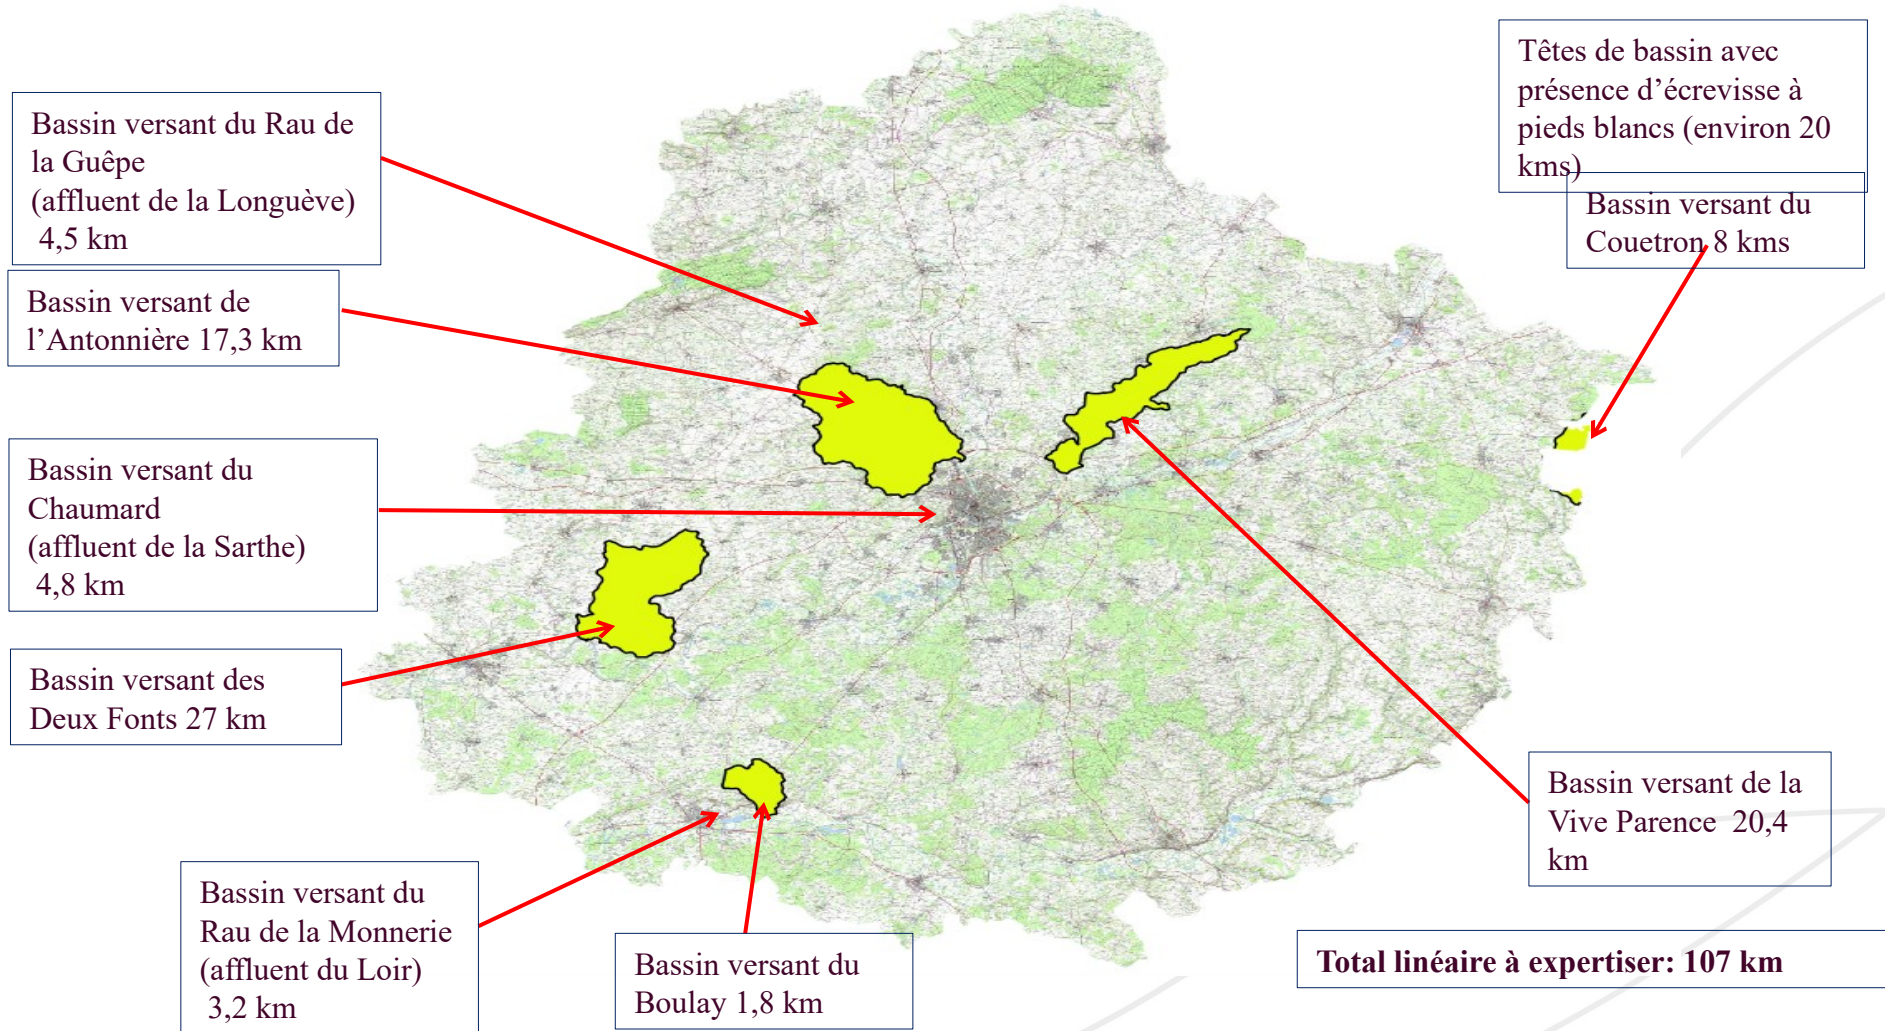 Bassin versant du Rau de
la Guêpe
(affluent de la Longuève)
4,5 km
Bassin versant de
l’Antonnière 17,3 km
Bassin versant du
Chaumard
(affluent de la Sarthe)
4,8 km
Bassin versant des
Deux Fonts 27 km
Bassin versant du
Rau de la Monnerie
(affluent du Loir)
3,2 km
Bassin versant du
Boulay 1,8 km
Têtes de bassin avec
présence d’écrevisse à
pieds blancs (environ 20
kms)
Bassin versant du
Couetron 8 kms
Bassin versant de la
Vive Parence 20,4
km
Total linéaire à expertiser: 107 km